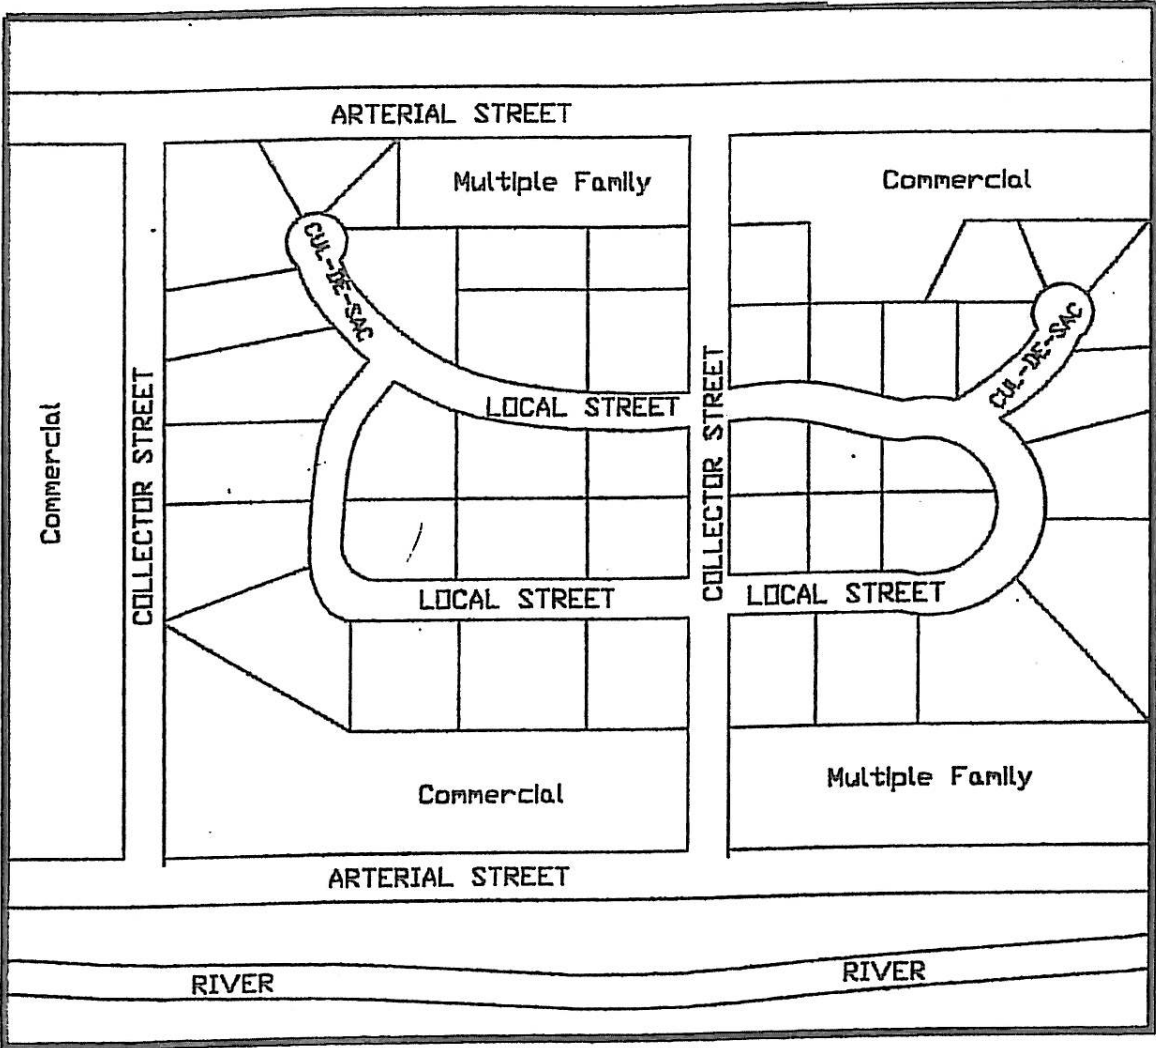 ARTERIAL STREET
Multiple Family
Commercial
CUL-DE-SAC
CUL-DE-SAC
Commercial
COLLECTOR STREET
LOCAL STREET
COLLECTOR STREET
LOCAL STREET
LOCAL STREET
Commercial
Multiple Family
ARTERIAL STREET
RIVER
RIVER